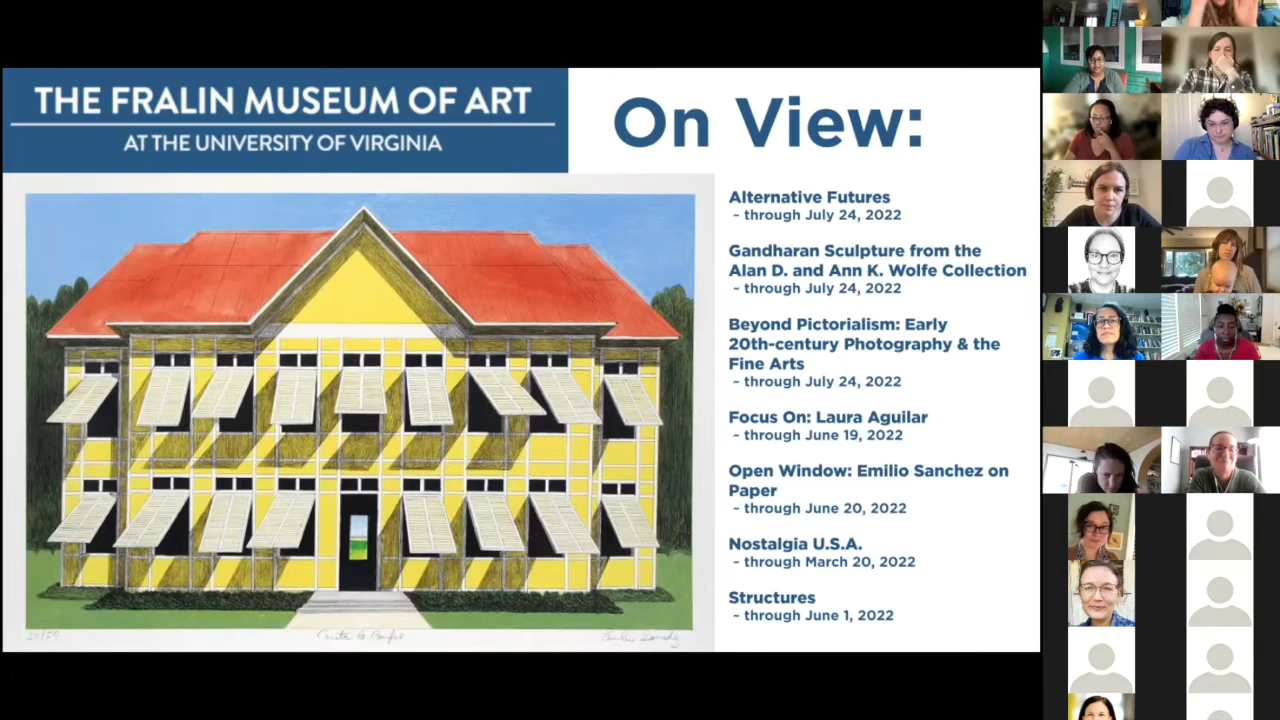 THE FRALIN MUSEUM OF ART
AT THE UNIVERSITY OF VIRGINIA
On View:
Alternative Futures
~ through July 24, 2022
Gandharan Sculpture from the
Alan D. and Ann K. Wolfe Collection
~ through July 24, 2022
Beyond Pictorialism: Early
20th-century Photography & the
Fine Arts
~ through July 24, 2022
Focus On: Laura Aguilar
~ through June 19, 2022
Open Window: Emilio Sanchez on
Paper
~ through June 20, 2022
Nostalgia U.S.A.
~ through March 20, 2022
Structures
~ through June 1, 2022